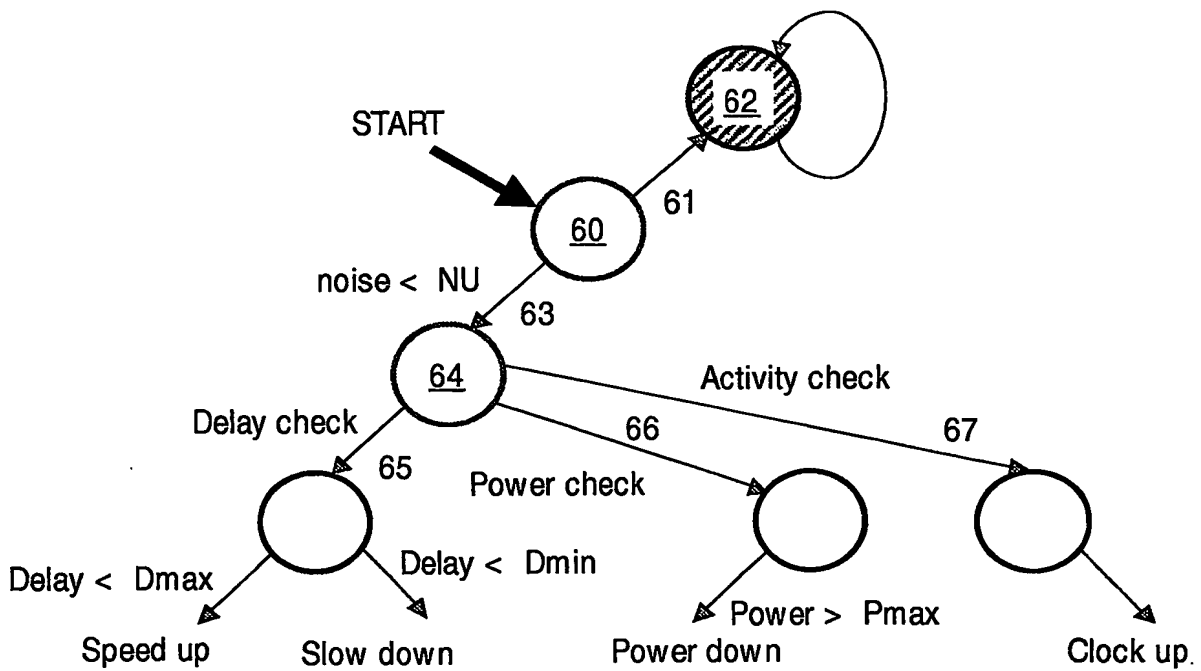 62
START
61
60
noise < NU
63
64
Activity check
Delay check
66
67
65
Power check
Delay < Dmax
Delay < Dmin
Power > Pmax
Speed up
Slow down
Power down
Clock up